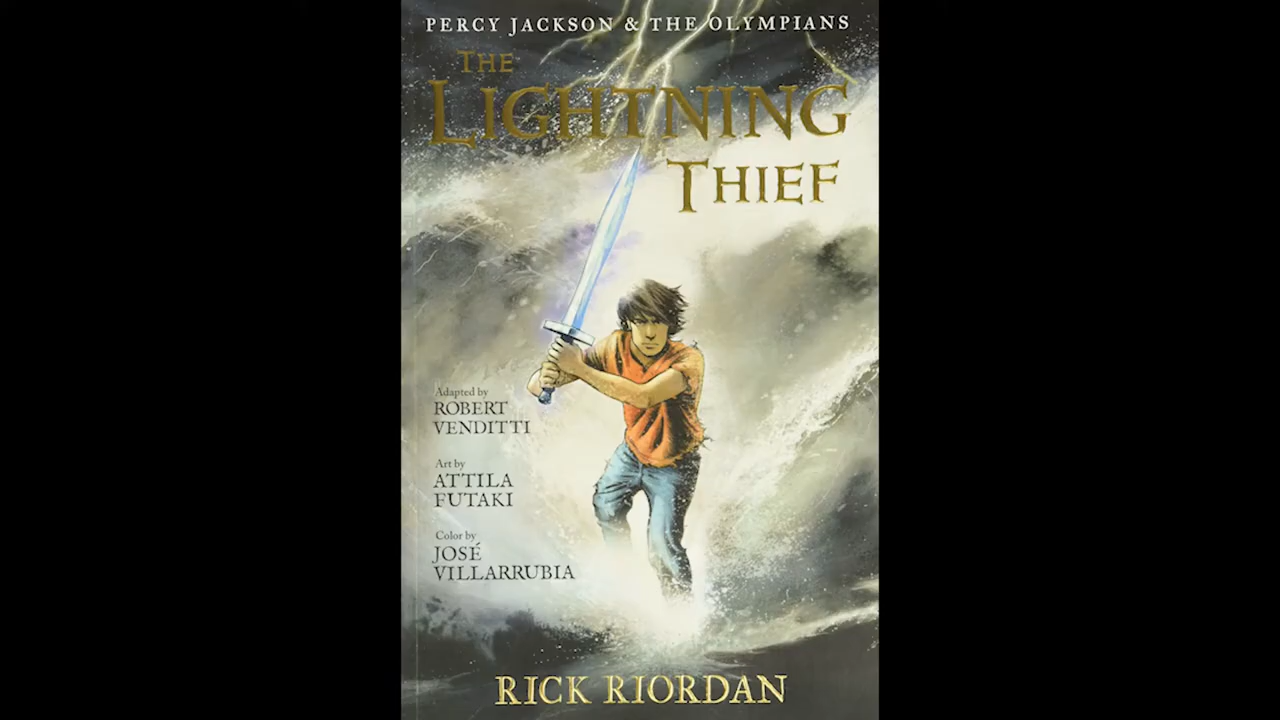 PERCY JACKSON & THE OLYMPIANS
THE
LIGHTNING
THIEF
Adapted by
ROBERT
VENDITTI
Art by
ATTILA
FUTAKI
Color by
JOSÉ
VILLARRUBIA
RICK RIORDAN